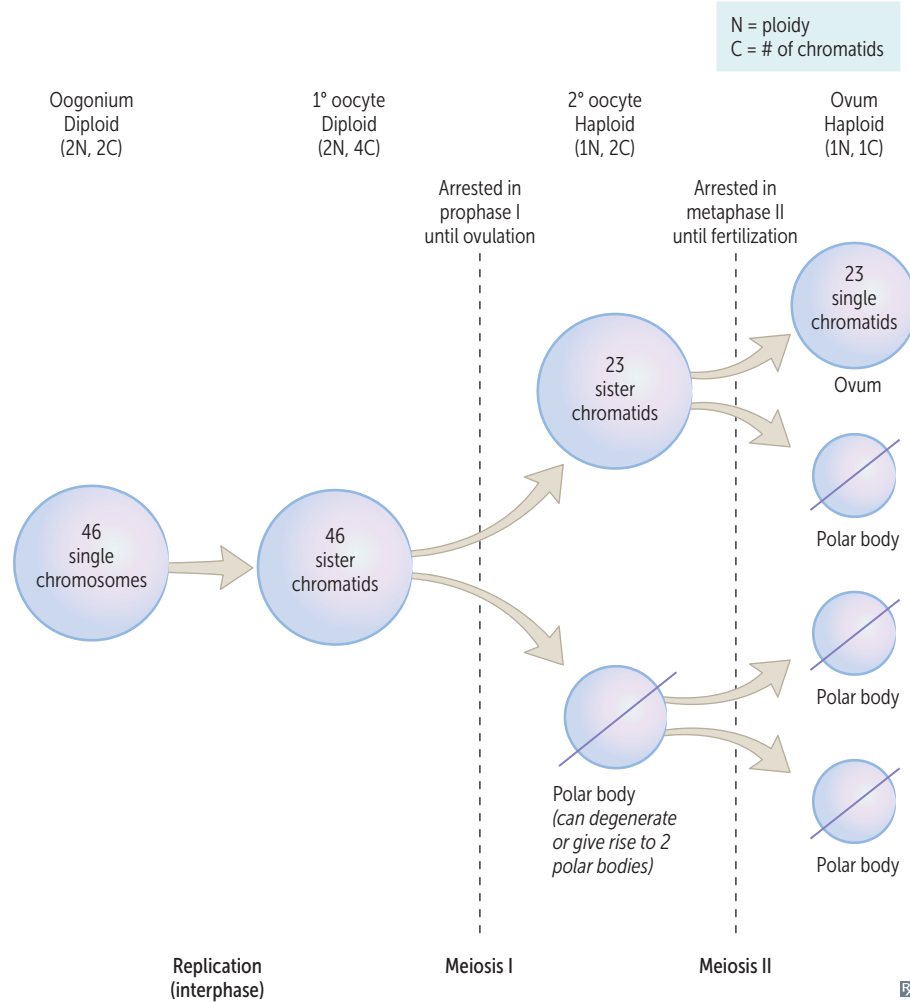 N = ploidy
C = # of chromatids
Oogonium
Diploid
(2N, 2C)
1° oocyte
Diploid
(2N, 4C)
2° oocyte
Haploid
(1N, 2C)
Ovum
Haploid
(1N, 1C)
Arrested in
prophase I
until ovulation
Arrested in
metaphase II
until fertilization
46
single
chromosomes
46
sister
chromatids
23
sister
chromatids
23
single
chromatids
Ovum
Polar body
Polar body
Polar body
(can degenerate
or give rise to 2
polar bodies)
Polar body
Replication
(interphase)
Meiosis I
Meiosis II